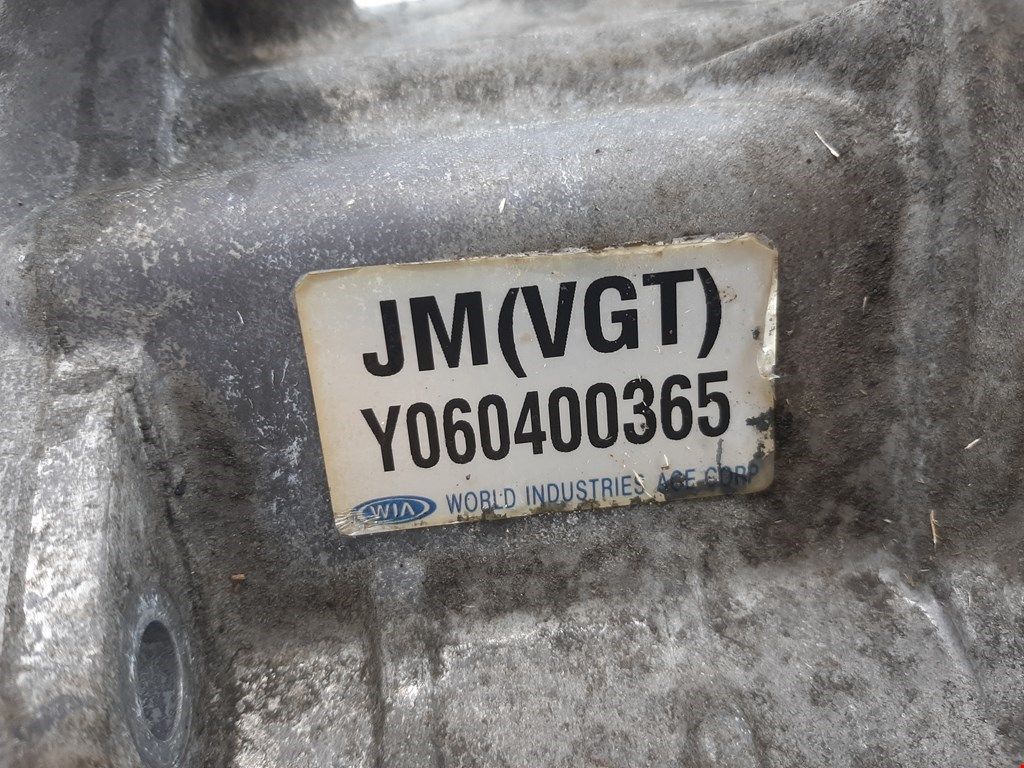 JM(VGT)
Y060400365
WIA WORLD INDUSTRIES ACE CORP